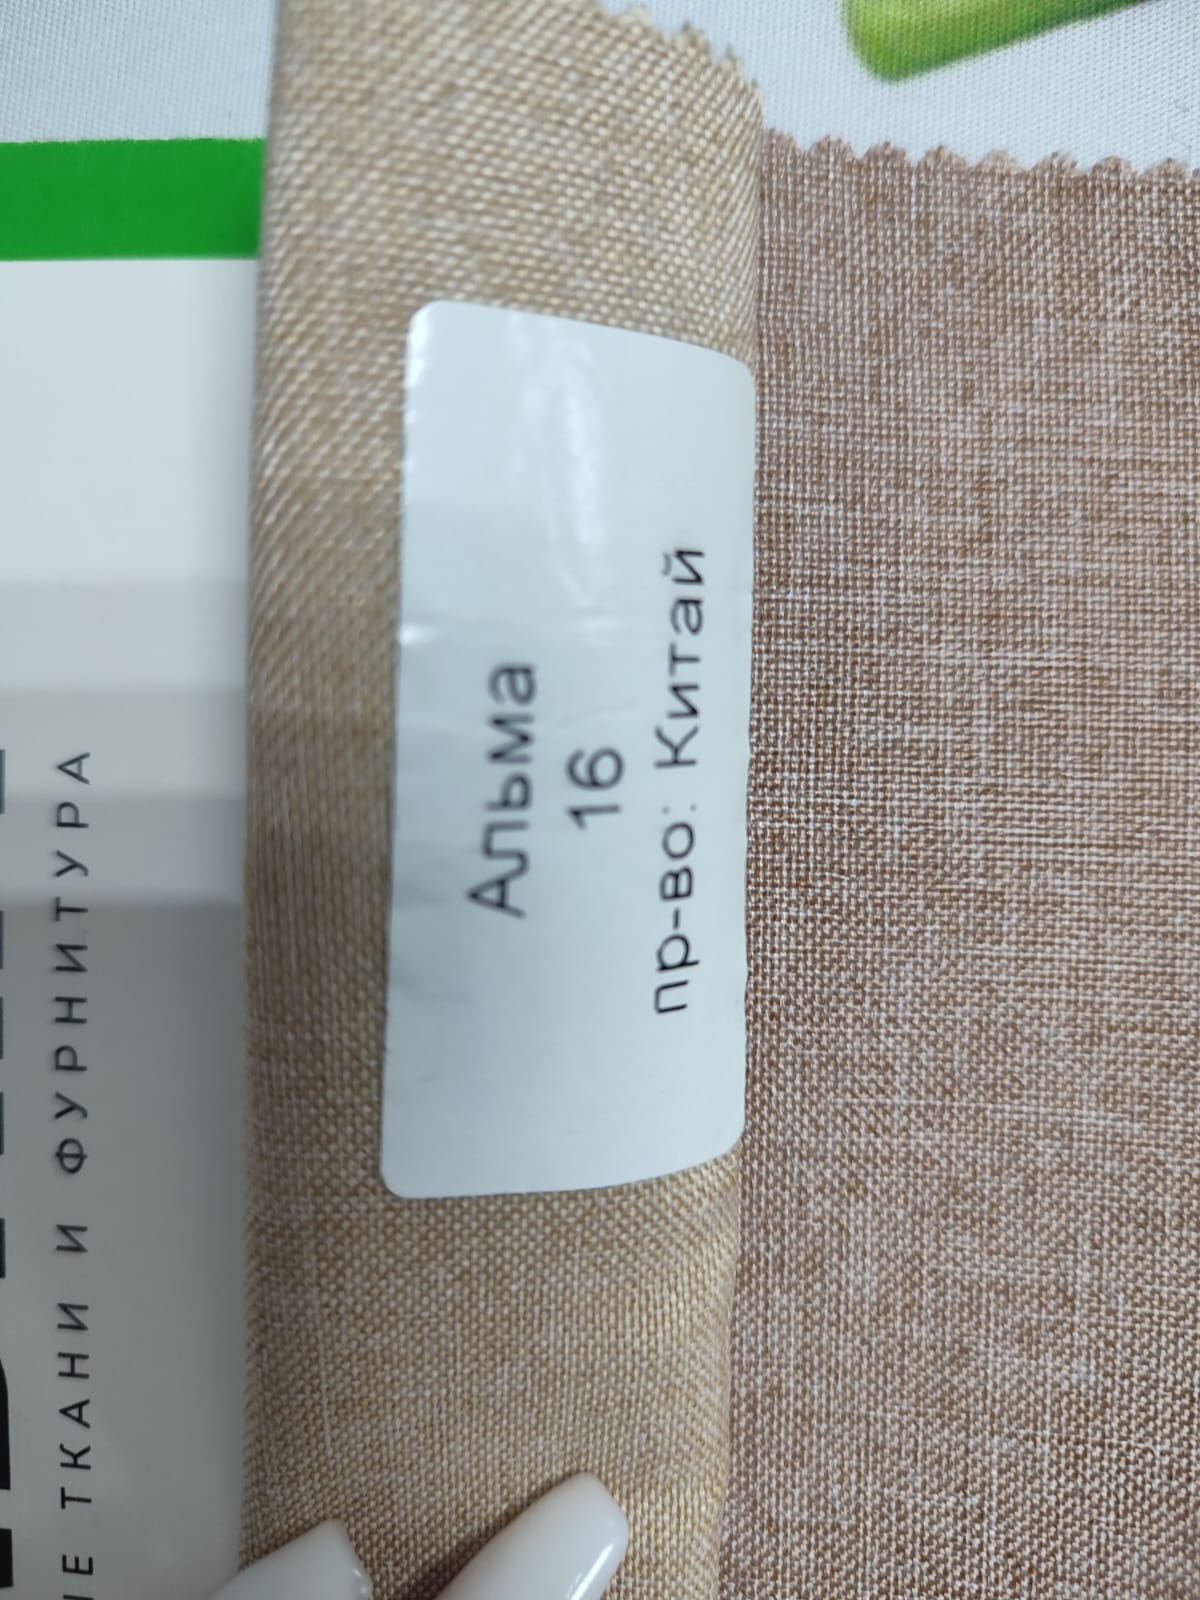 ТКАНИ И ФУРНИТУРА
Альма
16
пр-во: Китай